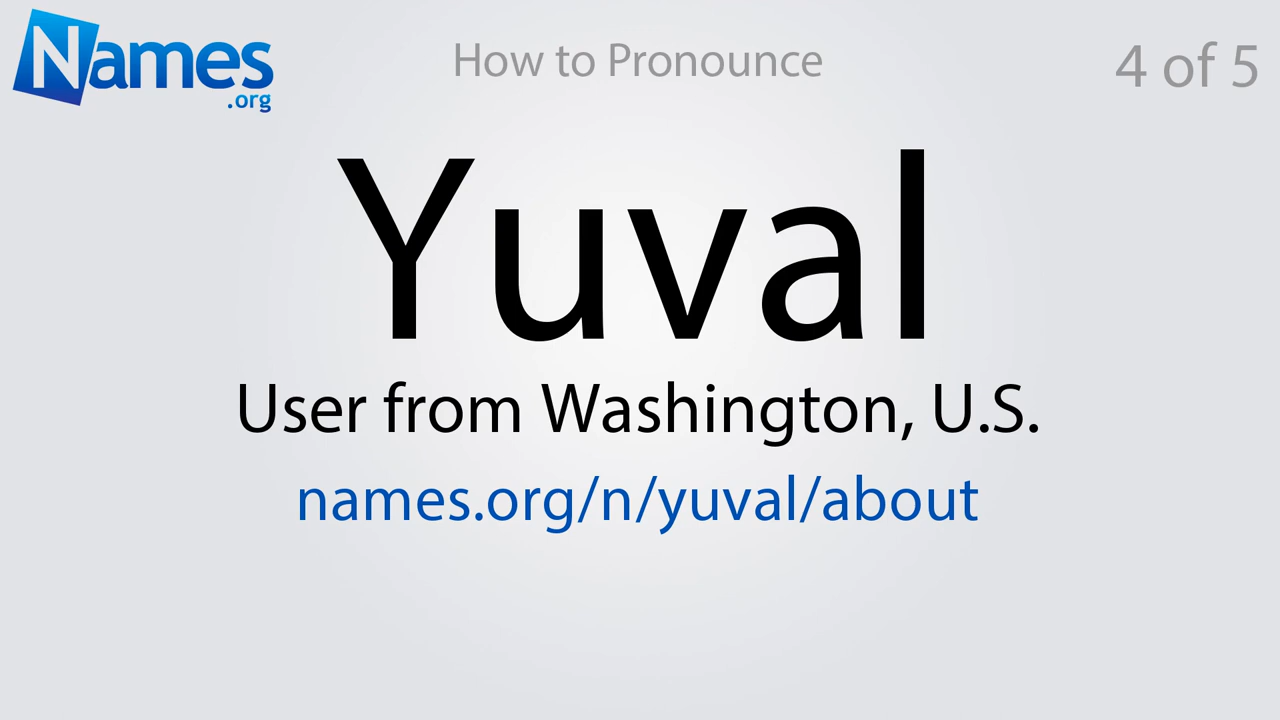 Names
.org
How to Pronounce
4 of 5
Yuval
User from Washington, U.S.
names.org/n/yuval/about